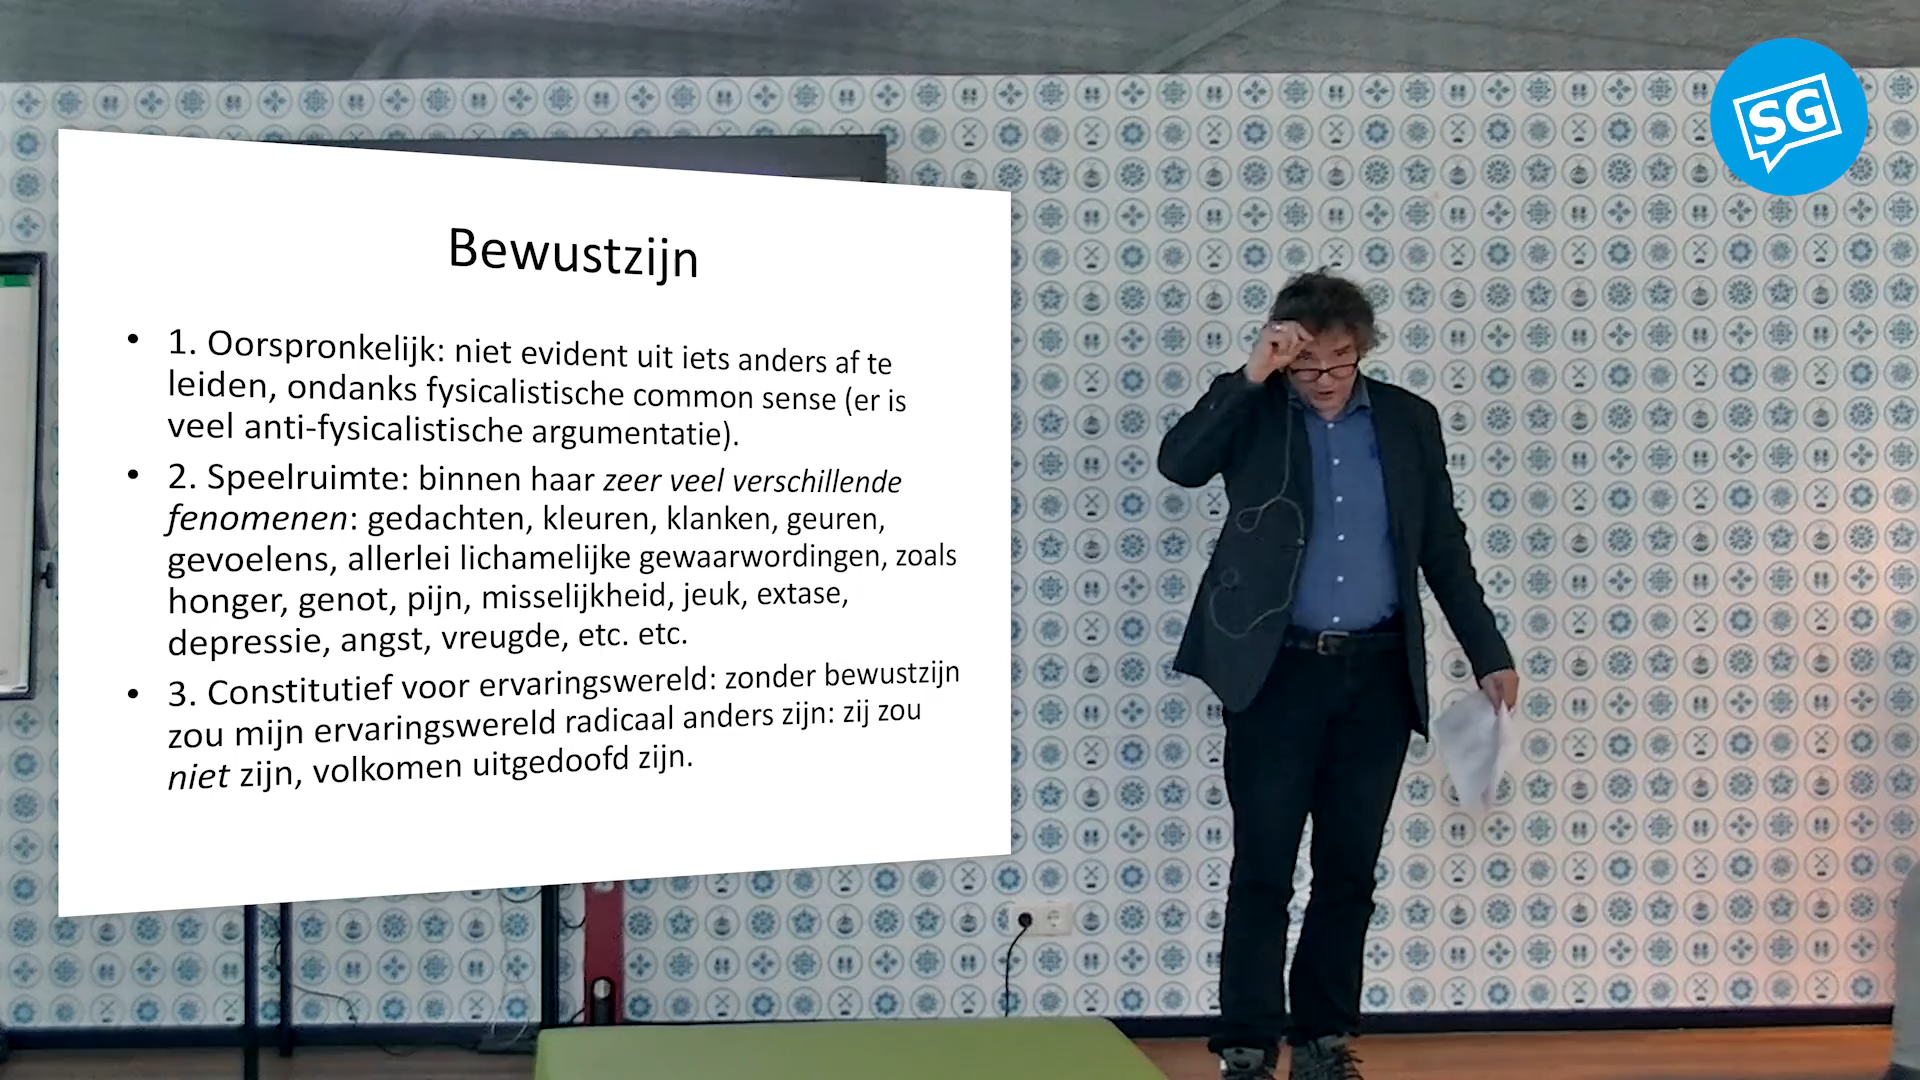 SG
Bewustzijn
• 1. Oorspronkelijk: niet evident uit iets anders af te
leiden, ondanks fysicalistische common sense (er is
veel anti-fysicalistische argumentatie).
• 2. Speelruimte: binnen haar zeer veel verschillende
fenomenen: gedachten, kleuren, klanken, geuren,
gevoelens, allerlei lichamelijke gewaarwordingen, zoals
honger, genot, pijn, misselijkheid, jeuk, extase,
depressie, angst, vreugde, etc. etc.
• 3. Constitutief voor ervaringswereld: zonder bewustzijn
zou mijn ervaringswereld radicaal anders zijn: zij zou
niet zijn, volkomen uitgedoofd zijn.